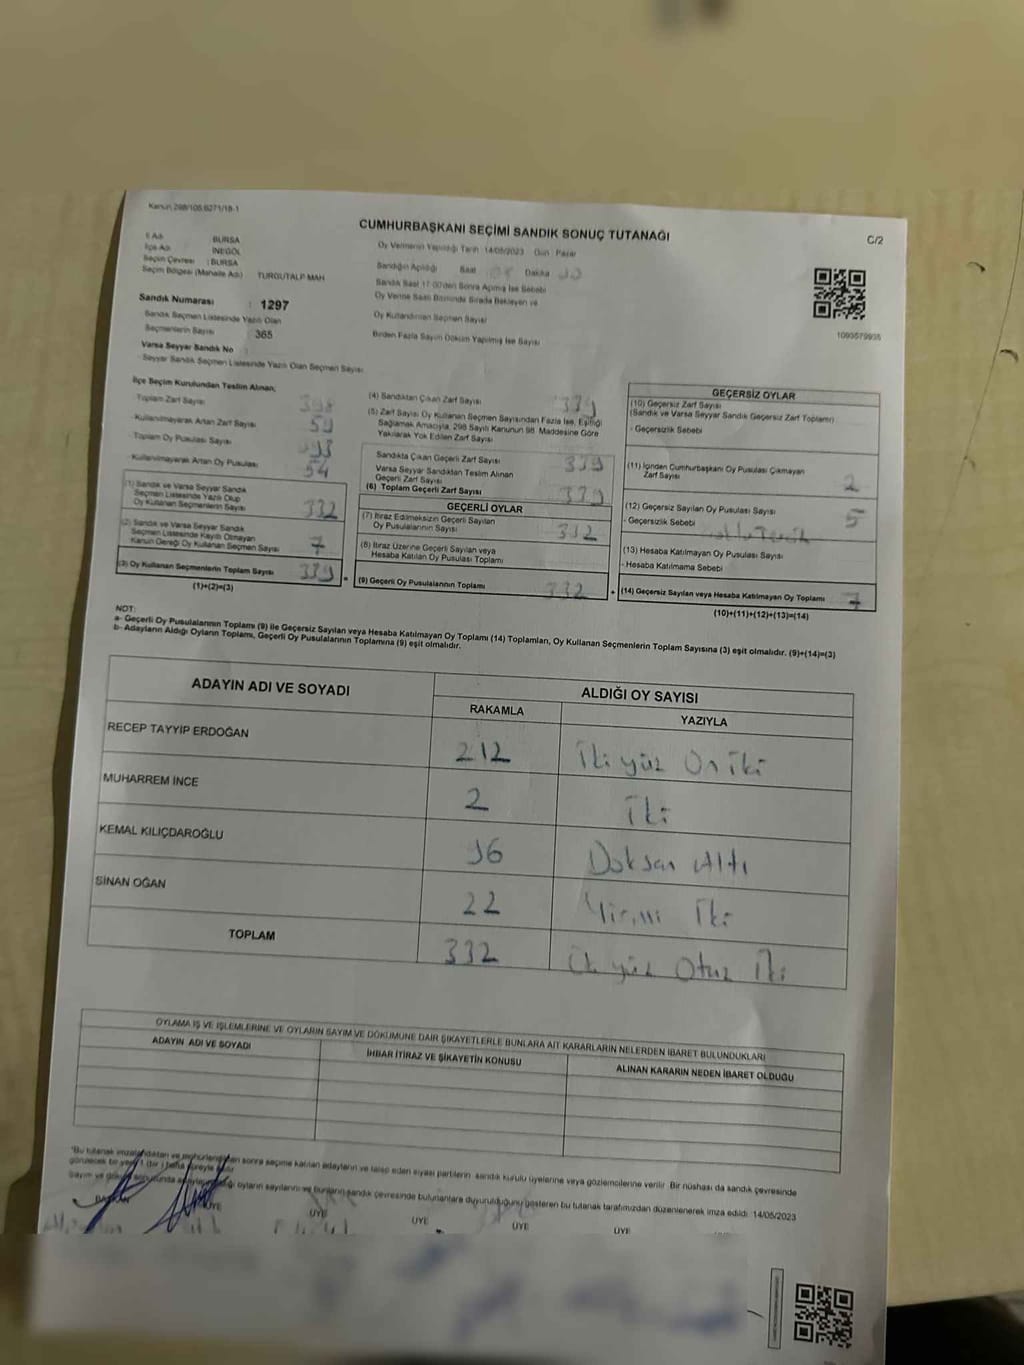 Kanun 298/105 6271/18-1
CUMHURBAŞKANI SEÇİMİ SANDIK SONUÇ TUTANAĞI
C/2
İl Adı BURSA
İlçe Adı İNEGÖL
Seçim Çevresi : BURSA
Seçim Bölgesi (Mahalle Adı) TURGUTALP MAH
Oy Vermenin Yapıldığı Tarih 14/05/2023 Gün Pazar
Sandığın Açıldığı Saat Dakika
Sandık Saat 17:00'den Sonra Açılmış İse Sebebi
Oy Verme Saati Bitiminde Sırada Bekleyen ve
Oy Kullandırılan Seçmen Sayısı
Birden Fazla Sayım Döküm Yapılmış İse Sayısı
1093579935
Sandık Numarası : 1297
Sandık Seçmen Listesinde Yazılı Olan
Seçmenlerin Sayısı 365
Varsa Seyyar Sandık No
Seyyar Sandık Seçmen Listesinde Yazılı Olan Seçmen Sayısı
İlçe Seçim Kurulundan Teslim Alınan;
- Toplam Zarf Sayısı 398
- Kullanılmayarak Artan Zarf Sayısı 59
- Toplam Oy Pusulası Sayısı 393
- Kullanılmayarak Artan Oy Pusulası 54
(1) Sandık ve Varsa Seyyar Sandık
Seçmen Listesinde Yazılı Olup
Oy Kullanan Seçmenlerin Sayısı 332
(2) Sandık ve Varsa Seyyar Sandık
Seçmen Listesinde Kayıtlı Olmayan
Kanun Gereği Oy Kullanan Seçmen Sayısı 7
(3) Oy Kullanan Seçmenlerin Toplam Sayısı 339
(1)+(2)=(3)
(4) Sandıktan Çıkan Zarf Sayısı 339
(5) Zarf Sayısı Oy Kullanan Seçmen Sayısından Fazla İse, Eşitliği
Sağlamak Amacıyla, 298 Sayılı Kanunun 98. Maddesine Göre
Yakılarak Yok Edilen Zarf Sayısı
Sandıkta Çıkan Geçerli Zarf Sayısı 339
Varsa Seyyar Sandıktan Teslim Alınan
Geçerli Zarf Sayısı
(6) Toplam Geçerli Zarf Sayısı 339
GEÇERLİ OYLAR
(7) İtiraz Edilmeksizin Geçerli Sayılan
Oy Pusulalarının Sayısı 332
(8) İtiraz Üzerine Geçerli Sayılan veya
Hesaba Katılan Oy Pusulası Toplamı
(9) Geçerli Oy Pusulalarının Toplamı 332
GEÇERSİZ OYLAR
(10) Geçersiz Zarf Sayısı
(Sandık ve Varsa Seyyar Sandık Geçersiz Zarf Toplamı)
- Geçersizlik Sebebi
(11) İçinden Cumhurbaşkanı Oy Pusulası Çıkmayan
Zarf Sayısı 2
(12) Geçersiz Sayılan Oy Pusulası Sayısı 5
- Geçersizlik Sebebi
(13) Hesaba Katılmayan Oy Pusulası Sayısı
- Hesaba Katılmama Sebebi
(14) Geçersiz Sayılan veya Hesaba Katılmayan Oy Toplamı 7
(10)+(11)+(12)+(13)=(14)
NOT:
a- Geçerli Oy Pusulalarının Toplamı (9) ile Geçersiz Sayılan veya Hesaba Katılmayan Oy Toplamı (14) Toplamları, Oy Kullanan Seçmenlerin Toplam Sayısına (3) eşit olmalıdır. (9)+(14)=(3)
b- Adayların Aldığı Oyların Toplamı, Geçerli Oy Pusulalarının Toplamına (9) eşit olmalıdır.
ADAYIN ADI VE SOYADI
ALDIĞI OY SAYISI
RAKAMLA YAZIYLA
RECEP TAYYİP ERDOĞAN 212 İki yüz On iki
MUHARREM İNCE 2 İki
KEMAL KILIÇDAROĞLU 96 Doksan Altı
SİNAN OĞAN 22 Yirmi İki
TOPLAM 332 Üç yüz Otuz İki
OYLAMA İŞ VE İŞLEMLERİNE VE OYLARIN SAYIM VE DÖKÜMÜNE DAİR ŞİKAYETLERLE BUNLARA AİT KARARLARIN NELERDEN İBARET BULUNDUKLARI
ADAYIN ADI VE SOYADI
İHBAR İTİRAZ VE ŞİKAYETİN KONUSU
ALINAN KARARIN NEDEN İBARET OLDUĞU
"Bu tutanak imzalandıktan ve mühürlendikten sonra seçime katılan adayların ve talep eden siyasi partilerin sandık kurulu üyelerine veya gözlemcilerine verilir. Bir nüshası da sandık çevresinde
görülecek bir yere 1 (bir) hafta süreyle asılır
Sayım ve döküm sonucunda adayların aldığı oyların sayılarını ve bunların sandık çevresinde bulunanlara duyurulduğunu gösteren bu tutanak tarafımızdan düzenlenerek imza edildi. 14/05/2023
BAŞKAN ÜYE ÜYE ÜYE ÜYE ÜYE